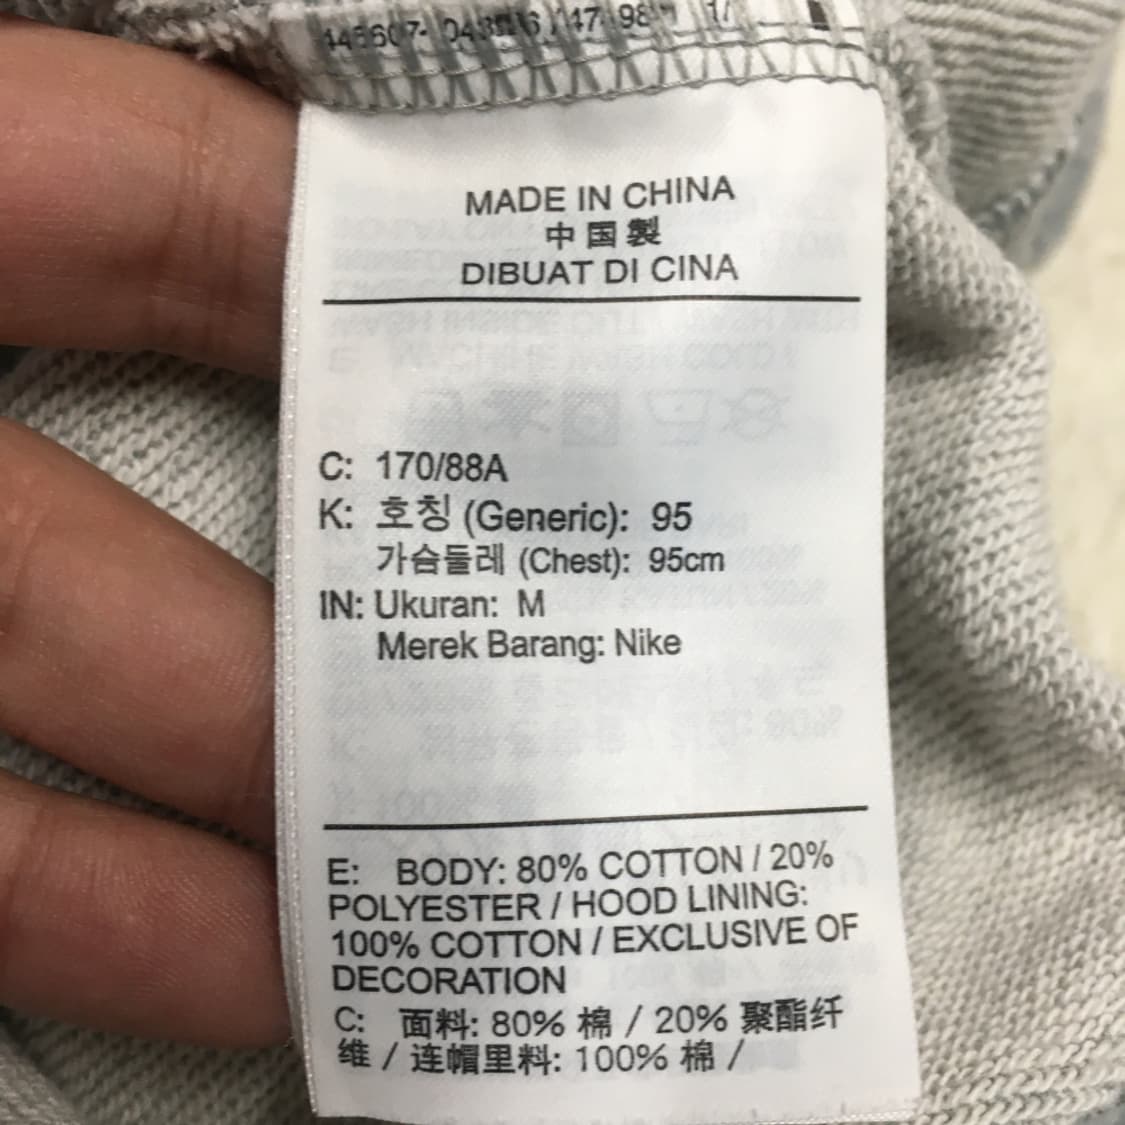 MADE IN CHINA
中国製
DIBUAT DI CINA
C: 170/88A
K: 호칭 (Generic): 95
가슴둘레 (Chest): 95cm
IN: Ukuran: M
Merek Barang: Nike
E: BODY: 80% COTTON / 20%
POLYESTER / HOOD LINING:
100% COTTON / EXCLUSIVE OF
DECORATION
C: 面料: 80% 棉 / 20% 聚酯纤
维 / 连帽里料: 100% 棉 /